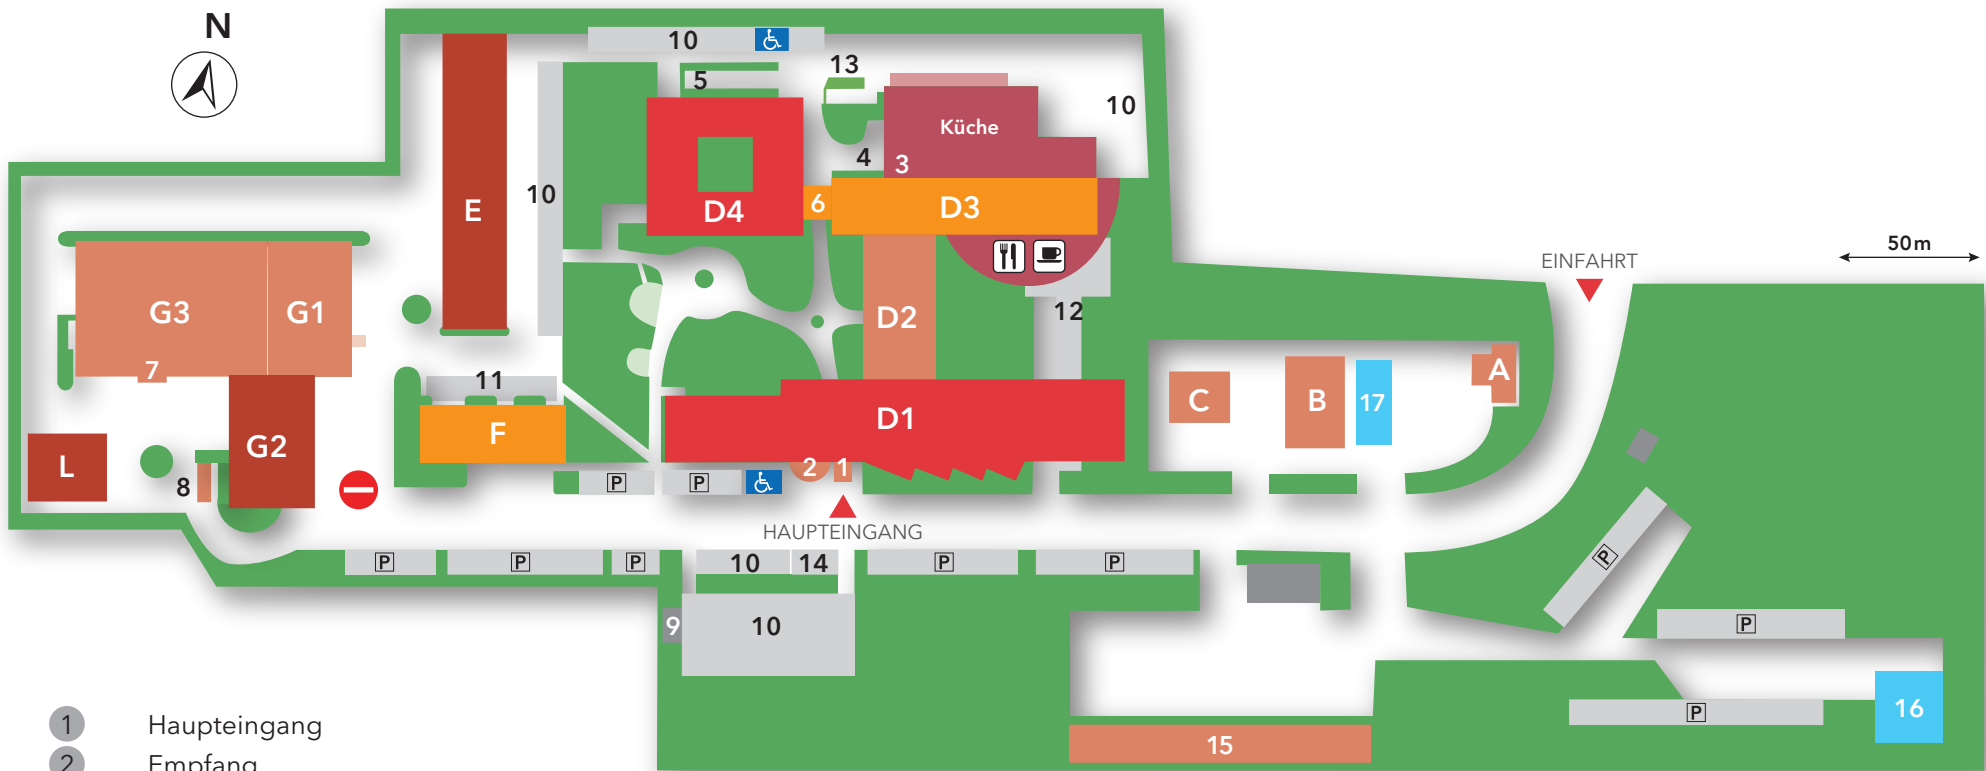 N
10
13
5
10
Küche
4
3
10
E
6
D4
D3
50m
EINFAHRT
G3
G1
D2
12
7
11
A
C
B
17
F
D1
G2
L
2
1
8
P
P
HAUPTEINGANG
P
P
P
10
14
P
P
P
9
10
P
16
P
15
1 Haupteingang
2 Empfang